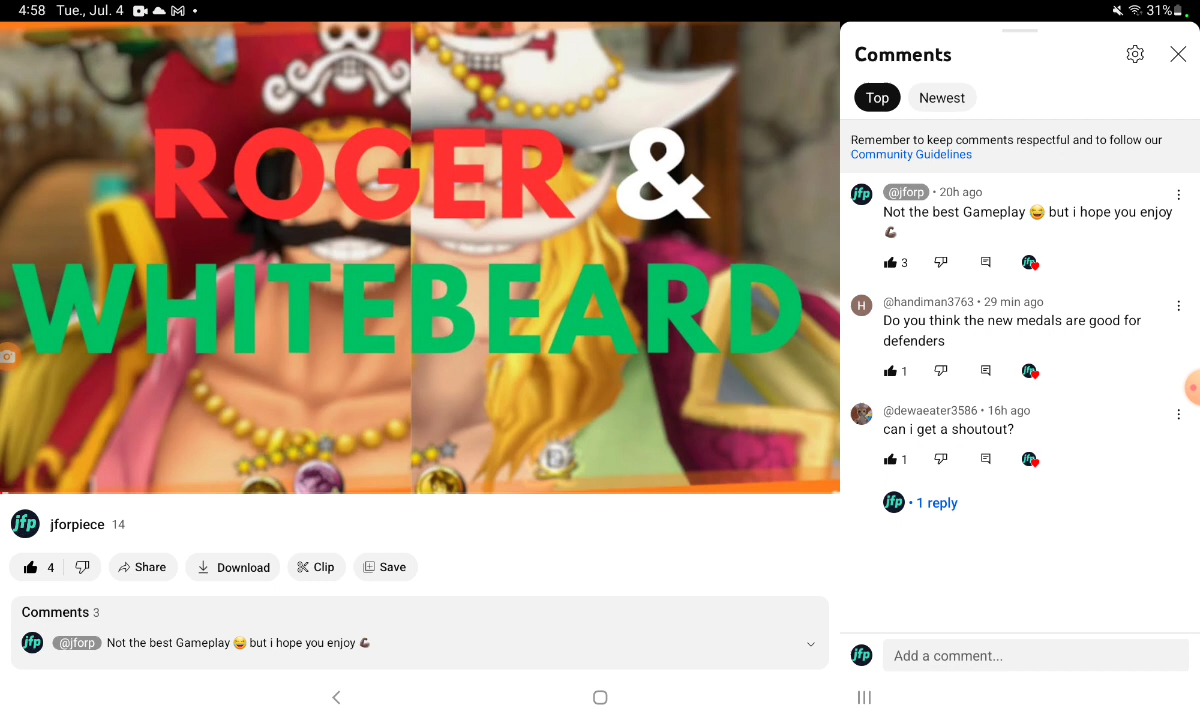 4:58 Tue., Jul. 4
31%
ROGER &
WHITEBEARD
jfp jforpiece 14
4
Share
Download
Clip
Save
Comments 3
jfp @jforp Not the best Gameplay 😅 but i hope you enjoy 💪🏿
Comments
Top
Newest
Remember to keep comments respectful and to follow our
Community Guidelines
jfp @jforp • 20h ago
Not the best Gameplay 😅 but i hope you enjoy
💪🏿
3 jfp
H @handiman3763 • 29 min ago
Do you think the new medals are good for
defenders
1 jfp
@dewaeater3586 • 16h ago
can i get a shoutout?
1 jfp
jfp • 1 reply
jfp Add a comment...